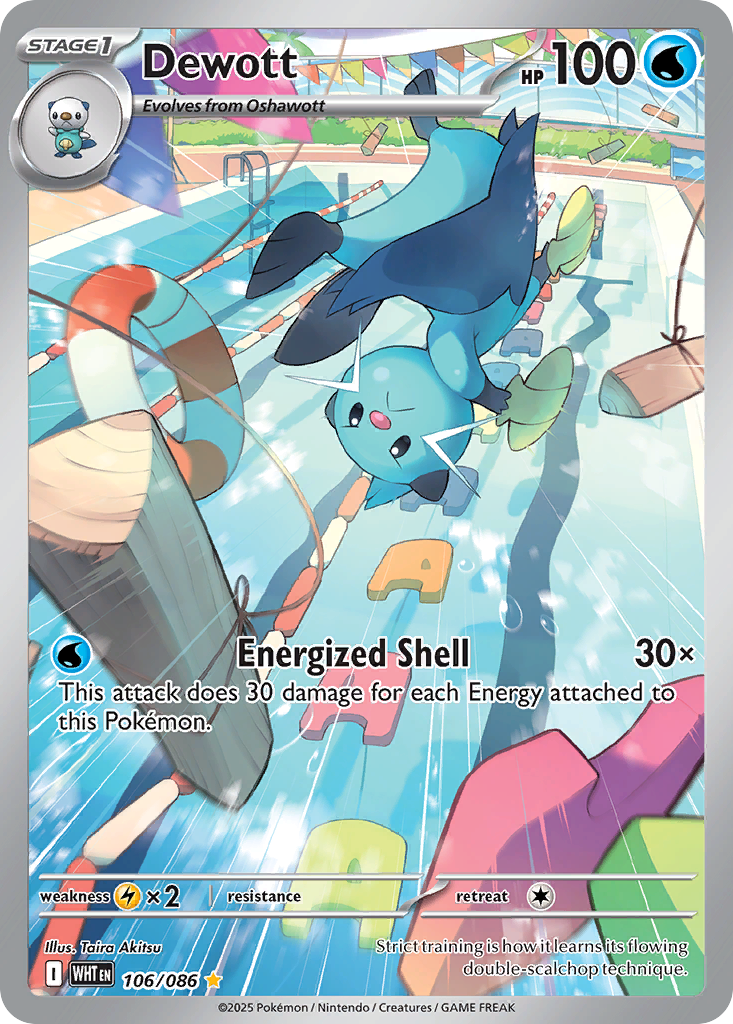 STAGE1
Dewott
HP 100
Evolves from Oshawott
Energized Shell 30×
This attack does 30 damage for each Energy attached to
this Pokémon.
weakness ×2 resistance retreat
Illus. Taira Akitsu
Strict training is how it learns its flowing
double-scalchop technique.
I WHT EN 106/086
©2025 Pokémon / Nintendo / Creatures / GAME FREAK